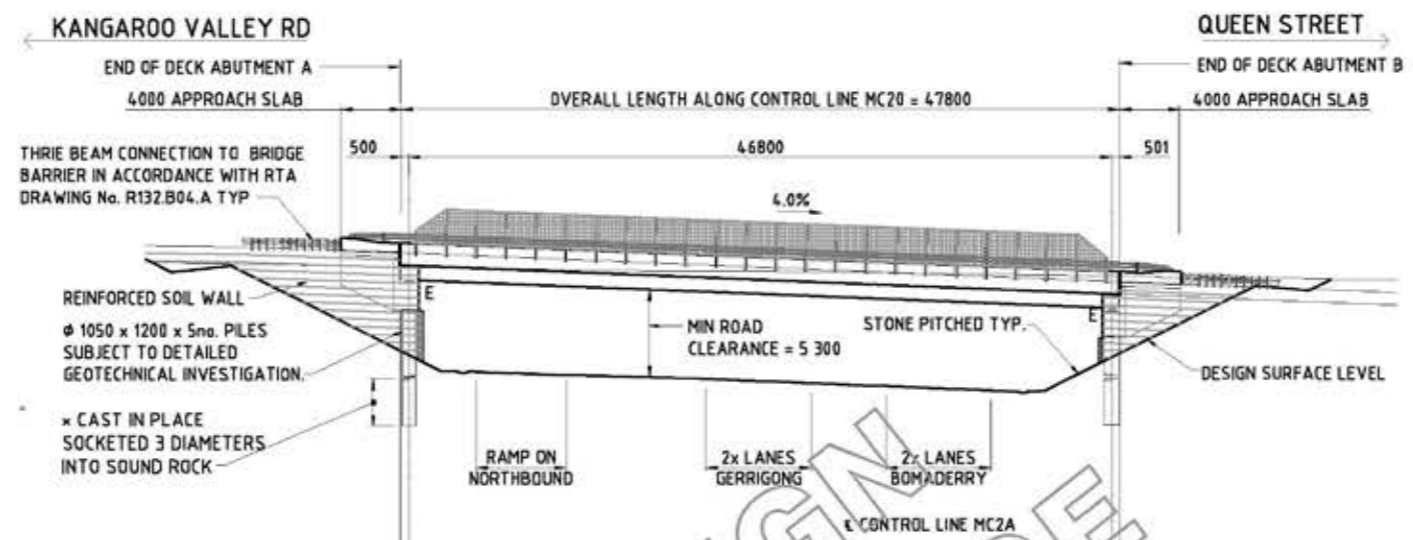 KANGAROO VALLEY RD
QUEEN STREET
END OF DECK ABUTMENT A
END OF DECK ABUTMENT B
4000 APPROACH SLAB
OVERALL LENGTH ALONG CONTROL LINE MC20 = 47800
4000 APPROACH SLAB
500
46800
501
THRIE BEAM CONNECTION TO BRIDGE
BARRIER IN ACCORDANCE WITH RTA
DRAWING No. R132.B04.A TYP
4.0%
REINFORCED SOIL WALL
E
E
MIN ROAD
CLEARANCE = 5 300
STONE PITCHED TYP.
Φ 1050 x 1200 x 5no. PILES
SUBJECT TO DETAILED
GEOTECHNICAL INVESTIGATION.
DESIGN SURFACE LEVEL
× CAST IN PLACE
SOCKETED 3 DIAMETERS
INTO SOUND ROCK
RAMP ON
NORTHBOUND
2x LANES
GERRIGONG
2x LANES
BOMADERRY
℄ CONTROL LINE MC2A